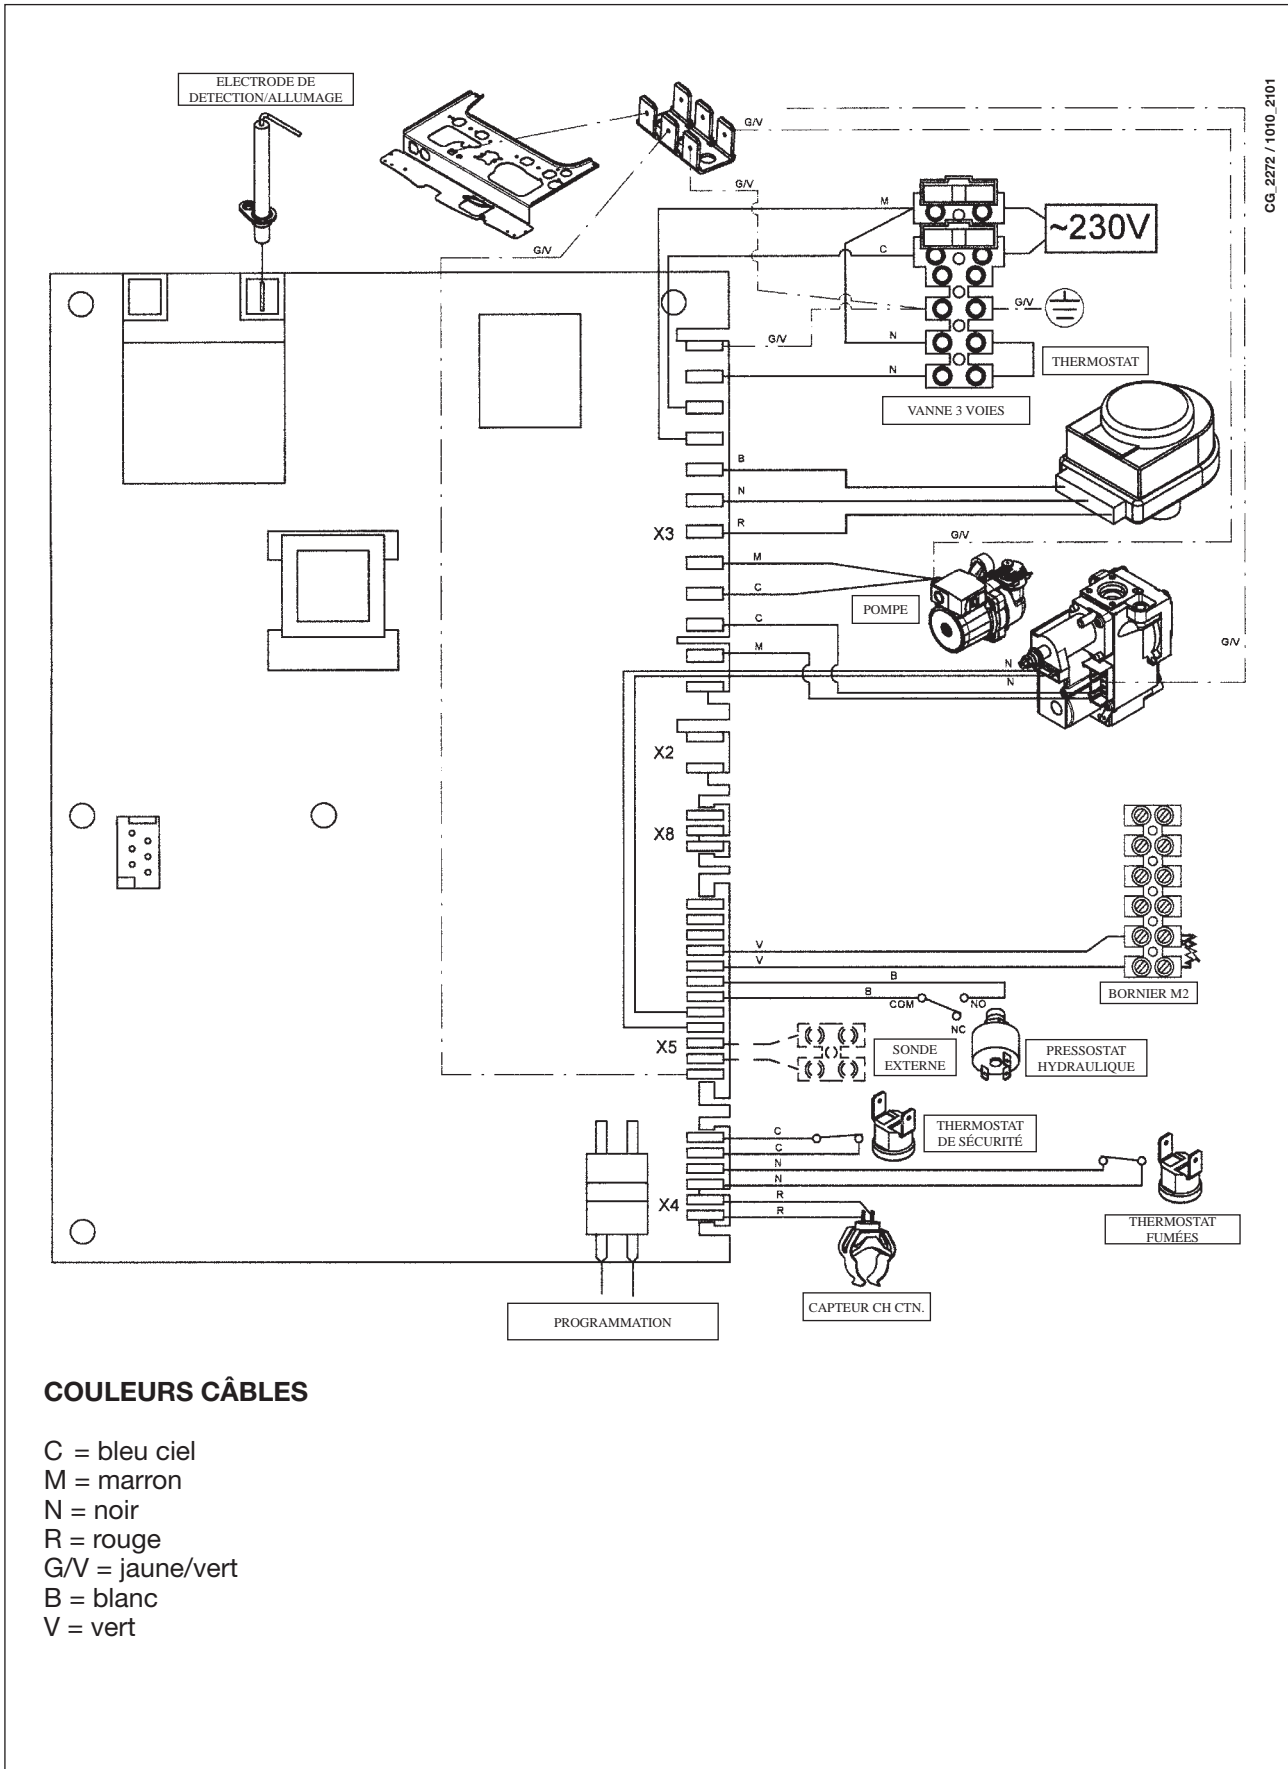 ELECTRODE DE
DETECTION/ALLUMAGE
CG_2272 / 1010_2101
G/V
G/V
G/V
M
~230V
C
G/V
G/V
N
THERMOSTAT
N
VANNE 3 VOIES
B
N
R
X3
G/V
M
C
POMPE
C
M
G/V
N
N
X2
X8
V
V
BORNIER M2
B
B
COM
NO
NC
X5
SONDE
EXTERNE
PRESSOSTAT
HYDRAULIQUE
THERMOSTAT
DE SÉCURITÉ
C
C
N
N
R
R
X4
THERMOSTAT
FUMÉES
CAPTEUR CH CTN.
PROGRAMMATION
COULEURS CÂBLES
C = bleu ciel
M = marron
N = noir
R = rouge
G/V = jaune/vert
B = blanc
V = vert